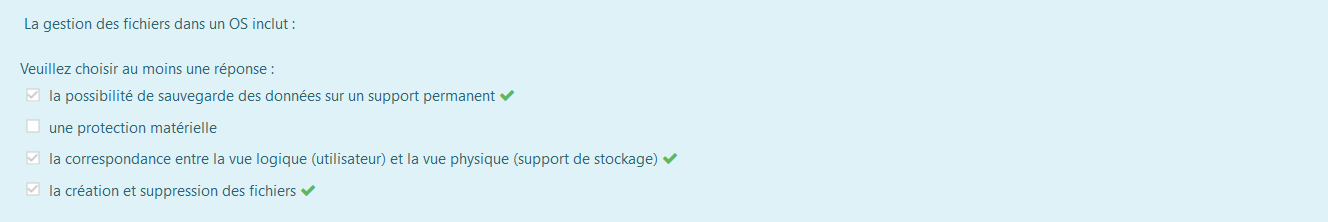 La gestion des fichiers dans un OS inclut :
Veuillez choisir au moins une réponse :
la possibilité de sauvegarde des données sur un support permanent
une protection matérielle
la correspondance entre la vue logique (utilisateur) et la vue physique (support de stockage)
la création et suppression des fichiers